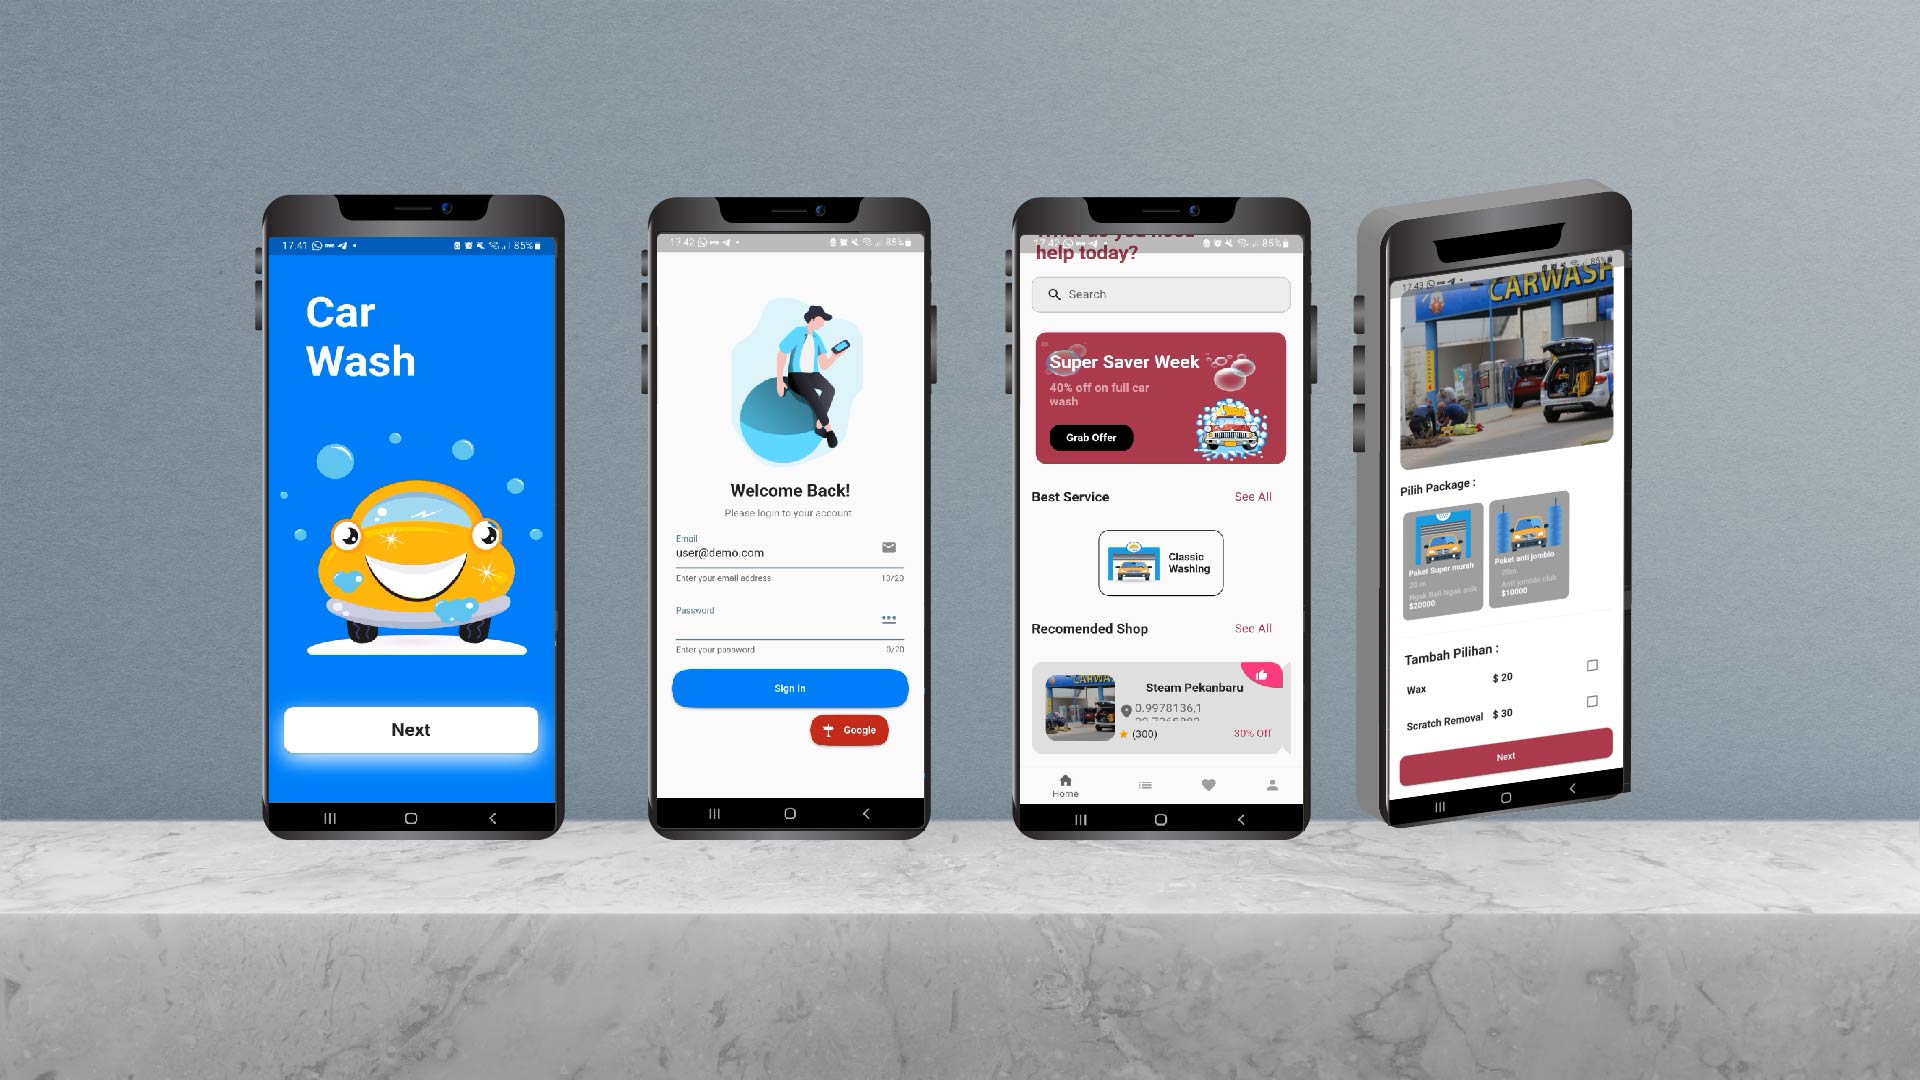 17.41
85%
Car
Wash
Next
17.42
85%
Welcome Back!
Please login to your account
Email
user@demo.com
Enter your email address
13/20
Password
Enter your password
0/20
Sign In
Google
17.42
85%
help today?
Search
Super Saver Week
40% off on full car
wash
Grab Offer
Best Service
See All
Classic
Washing
Recomended Shop
See All
Steam Pekanbaru
0.9978136,1
(300)
30% Off
Home
17.43
85%
CARWASH
Pilih Package :
Paket Super murah
20 m
Ngak Beli Ngak asik
$20000
Paket anti jomblo
20m
Anti jomblo club
$10000
Tambah Pilihan :
Wax
$ 20
Scratch Removal
$ 30
Next